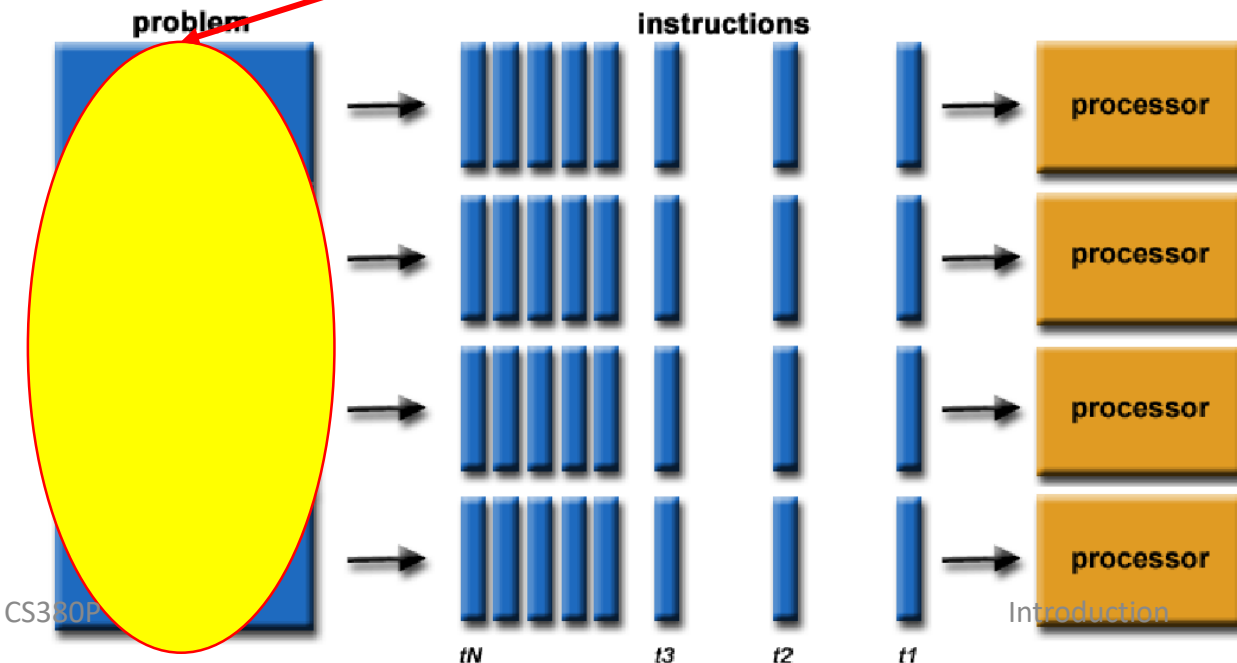 problem
instructions
processor
processor
processor
processor
CS380P
Introduction
tN t3 t2 t1